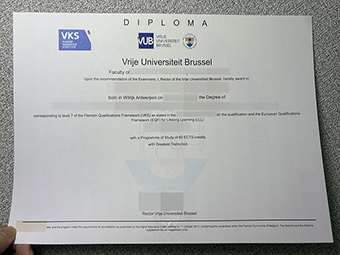 DIPLOMA
VKS
VUB
VRIJE
UNIVERSITEIT
BRUSSEL
Vrije Universiteit Brussel
Faculty of
Upon the recommendation of the Examiners, I, Rector of the Vrije Universiteit Brussel, hereby award to
born in Wilrijk Antwerpen on the Degree of
corresponding to level 7 of the Flemish Qualifications Framework (VKS) as stated in the on the qualification and the European Qualifications
Framework (EQF) for Lifelong Learning (LLL)
with a Programme of Study of 60 ECTS credits
with Greatest Distinction
Rector Vrije Universiteit Brussel